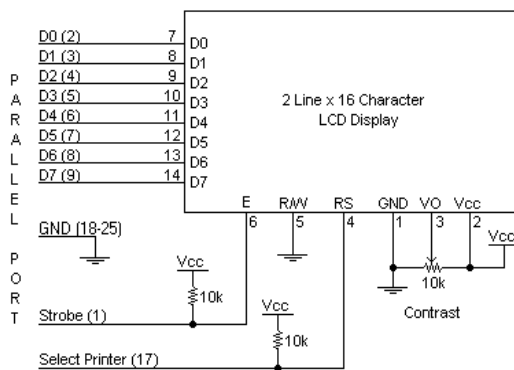 PARALLEL PORT
D0 (2) 7 D0
D1 (3) 8 D1
D2 (4) 9 D2
D3 (5) 10 D3
D4 (6) 11 D4
D5 (7) 12 D5
D6 (8) 13 D6
D7 (9) 14 D7
2 Line x 16 Character
LCD Display
E R/W RS GND VO Vcc
6 5 4 1 3 2
GND (18-25)
Vcc
Vcc
10k
10k
Contrast
Strobe (1)
Vcc
10k
Select Printer (17)